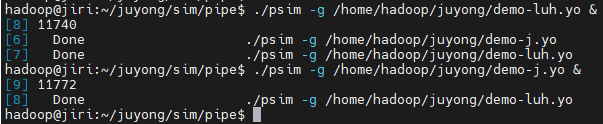 hadoop@jiri:~/juyong/sim/pipe$ ./psim -g /home/hadoop/juyong/demo-luh.yo &
[8] 11740
[6]   Done                    ./psim -g /home/hadoop/juyong/demo-j.yo
[7]   Done                    ./psim -g /home/hadoop/juyong/demo-luh.yo
hadoop@jiri:~/juyong/sim/pipe$ ./psim -g /home/hadoop/juyong/demo-j.yo &
[9] 11772
[8]   Done                    ./psim -g /home/hadoop/juyong/demo-luh.yo
hadoop@jiri:~/juyong/sim/pipe$